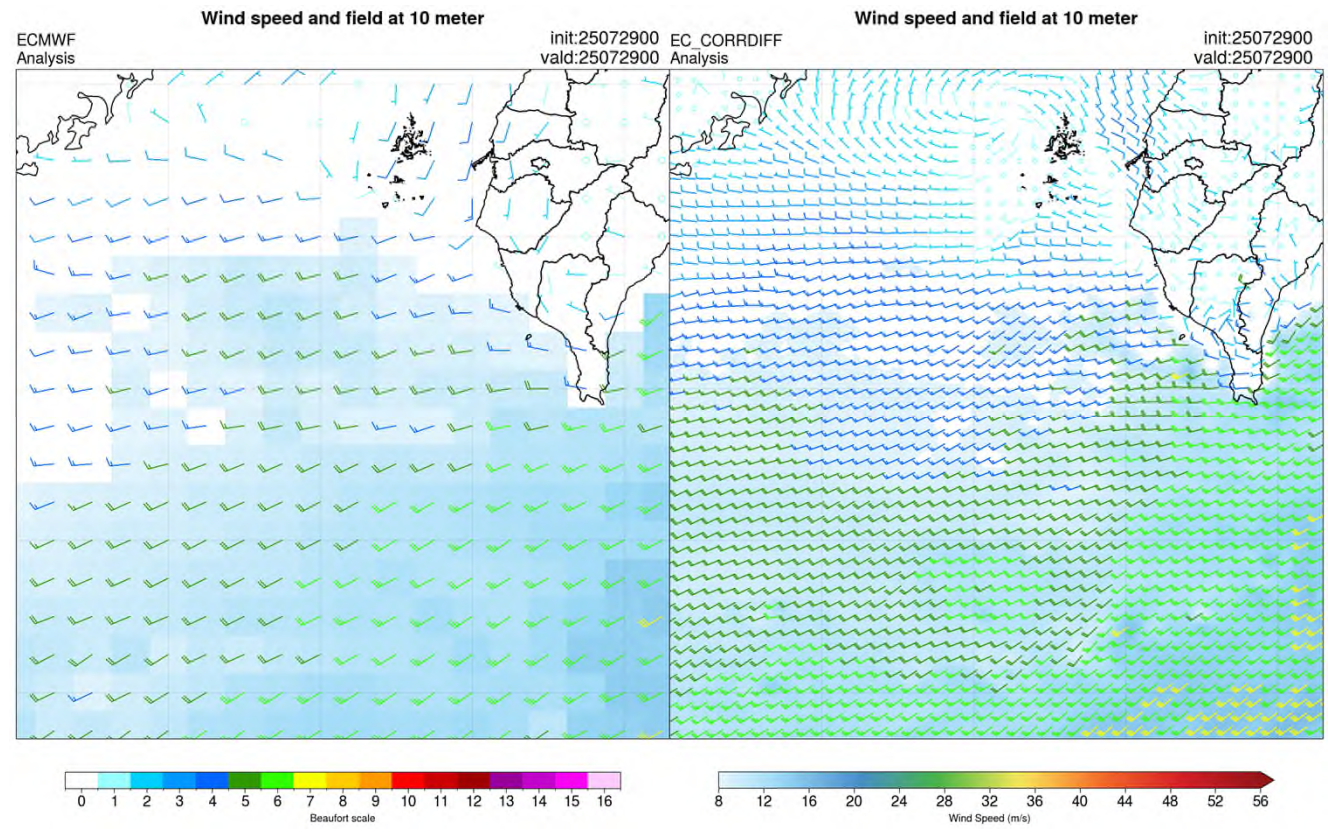 Wind speed and field at 10 meter
ECMWF
Analysis
init:25072900
vald:25072900
Wind speed and field at 10 meter
EC_CORRDIFF
Analysis
init:25072900
vald:25072900
0 1 2 3 4 5 6 7 8 9 10 11 12 13 14 15 16
Beaufort scale
8 12 16 20 24 28 32 36 40 44 48 52 56
Wind Speed (m/s)